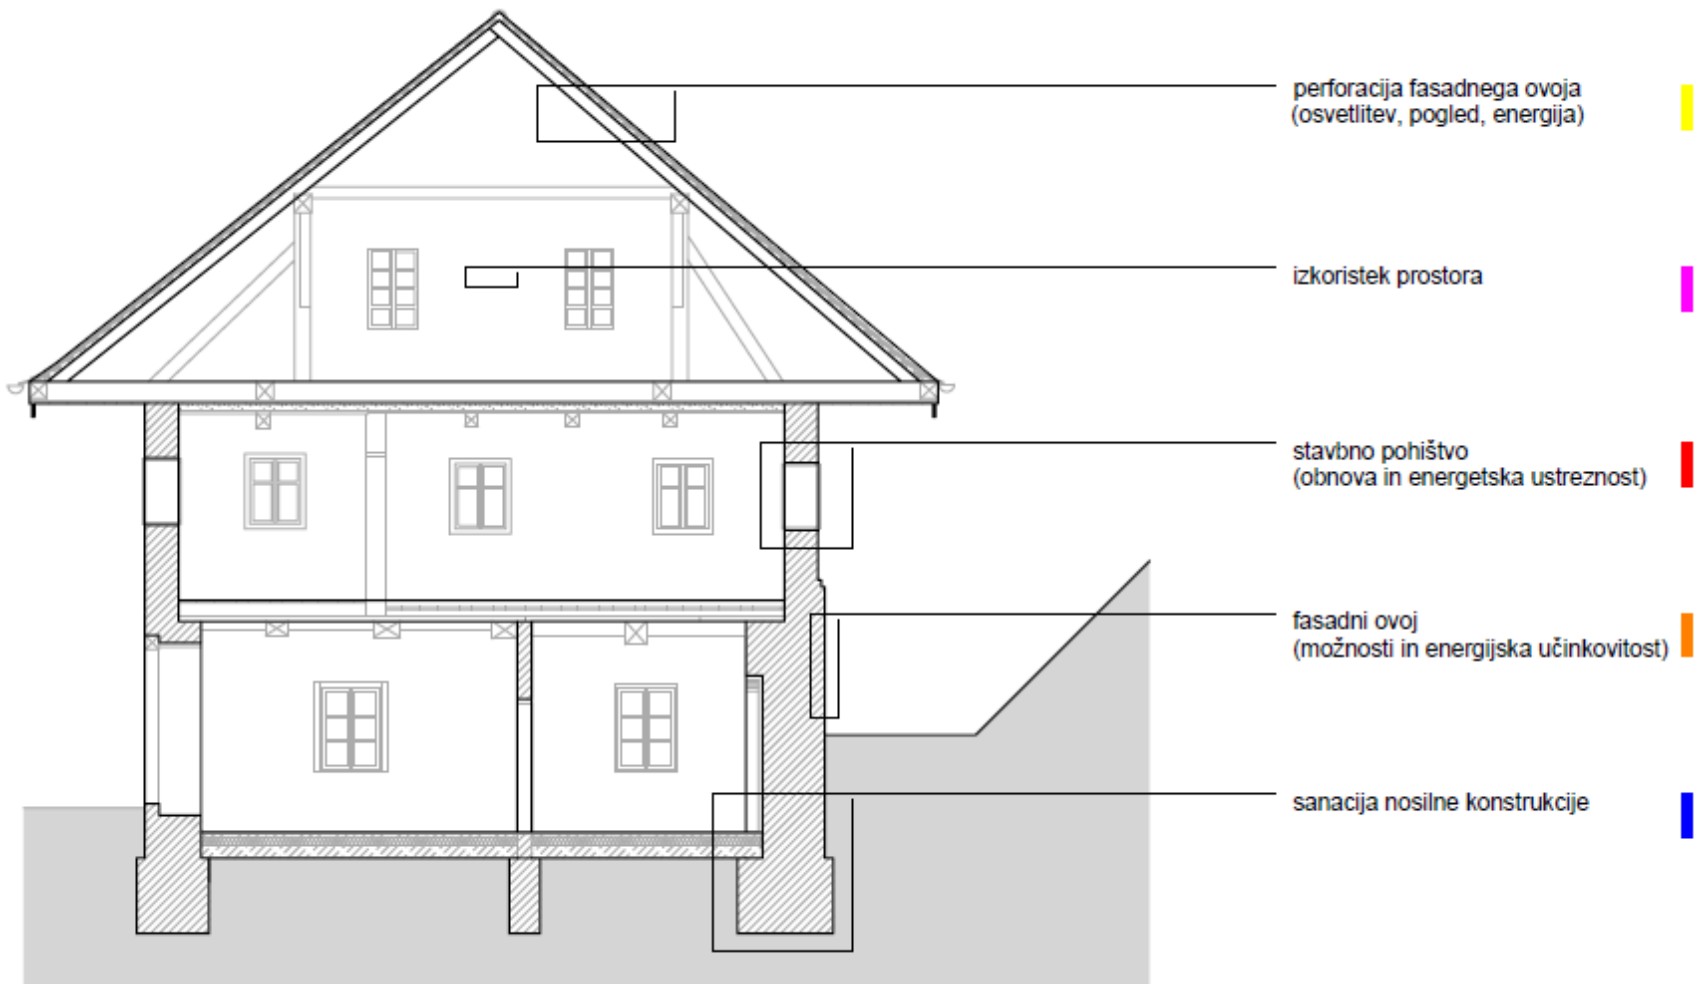 perforacija fasadnega ovoja
(osvetlitev, pogled, energija)
izkoristek prostora
stavbno pohištvo
(obnova in energetska ustreznost)
fasadni ovoj
(možnosti in energijska učinkovitost)
sanacija nosilne konstrukcije